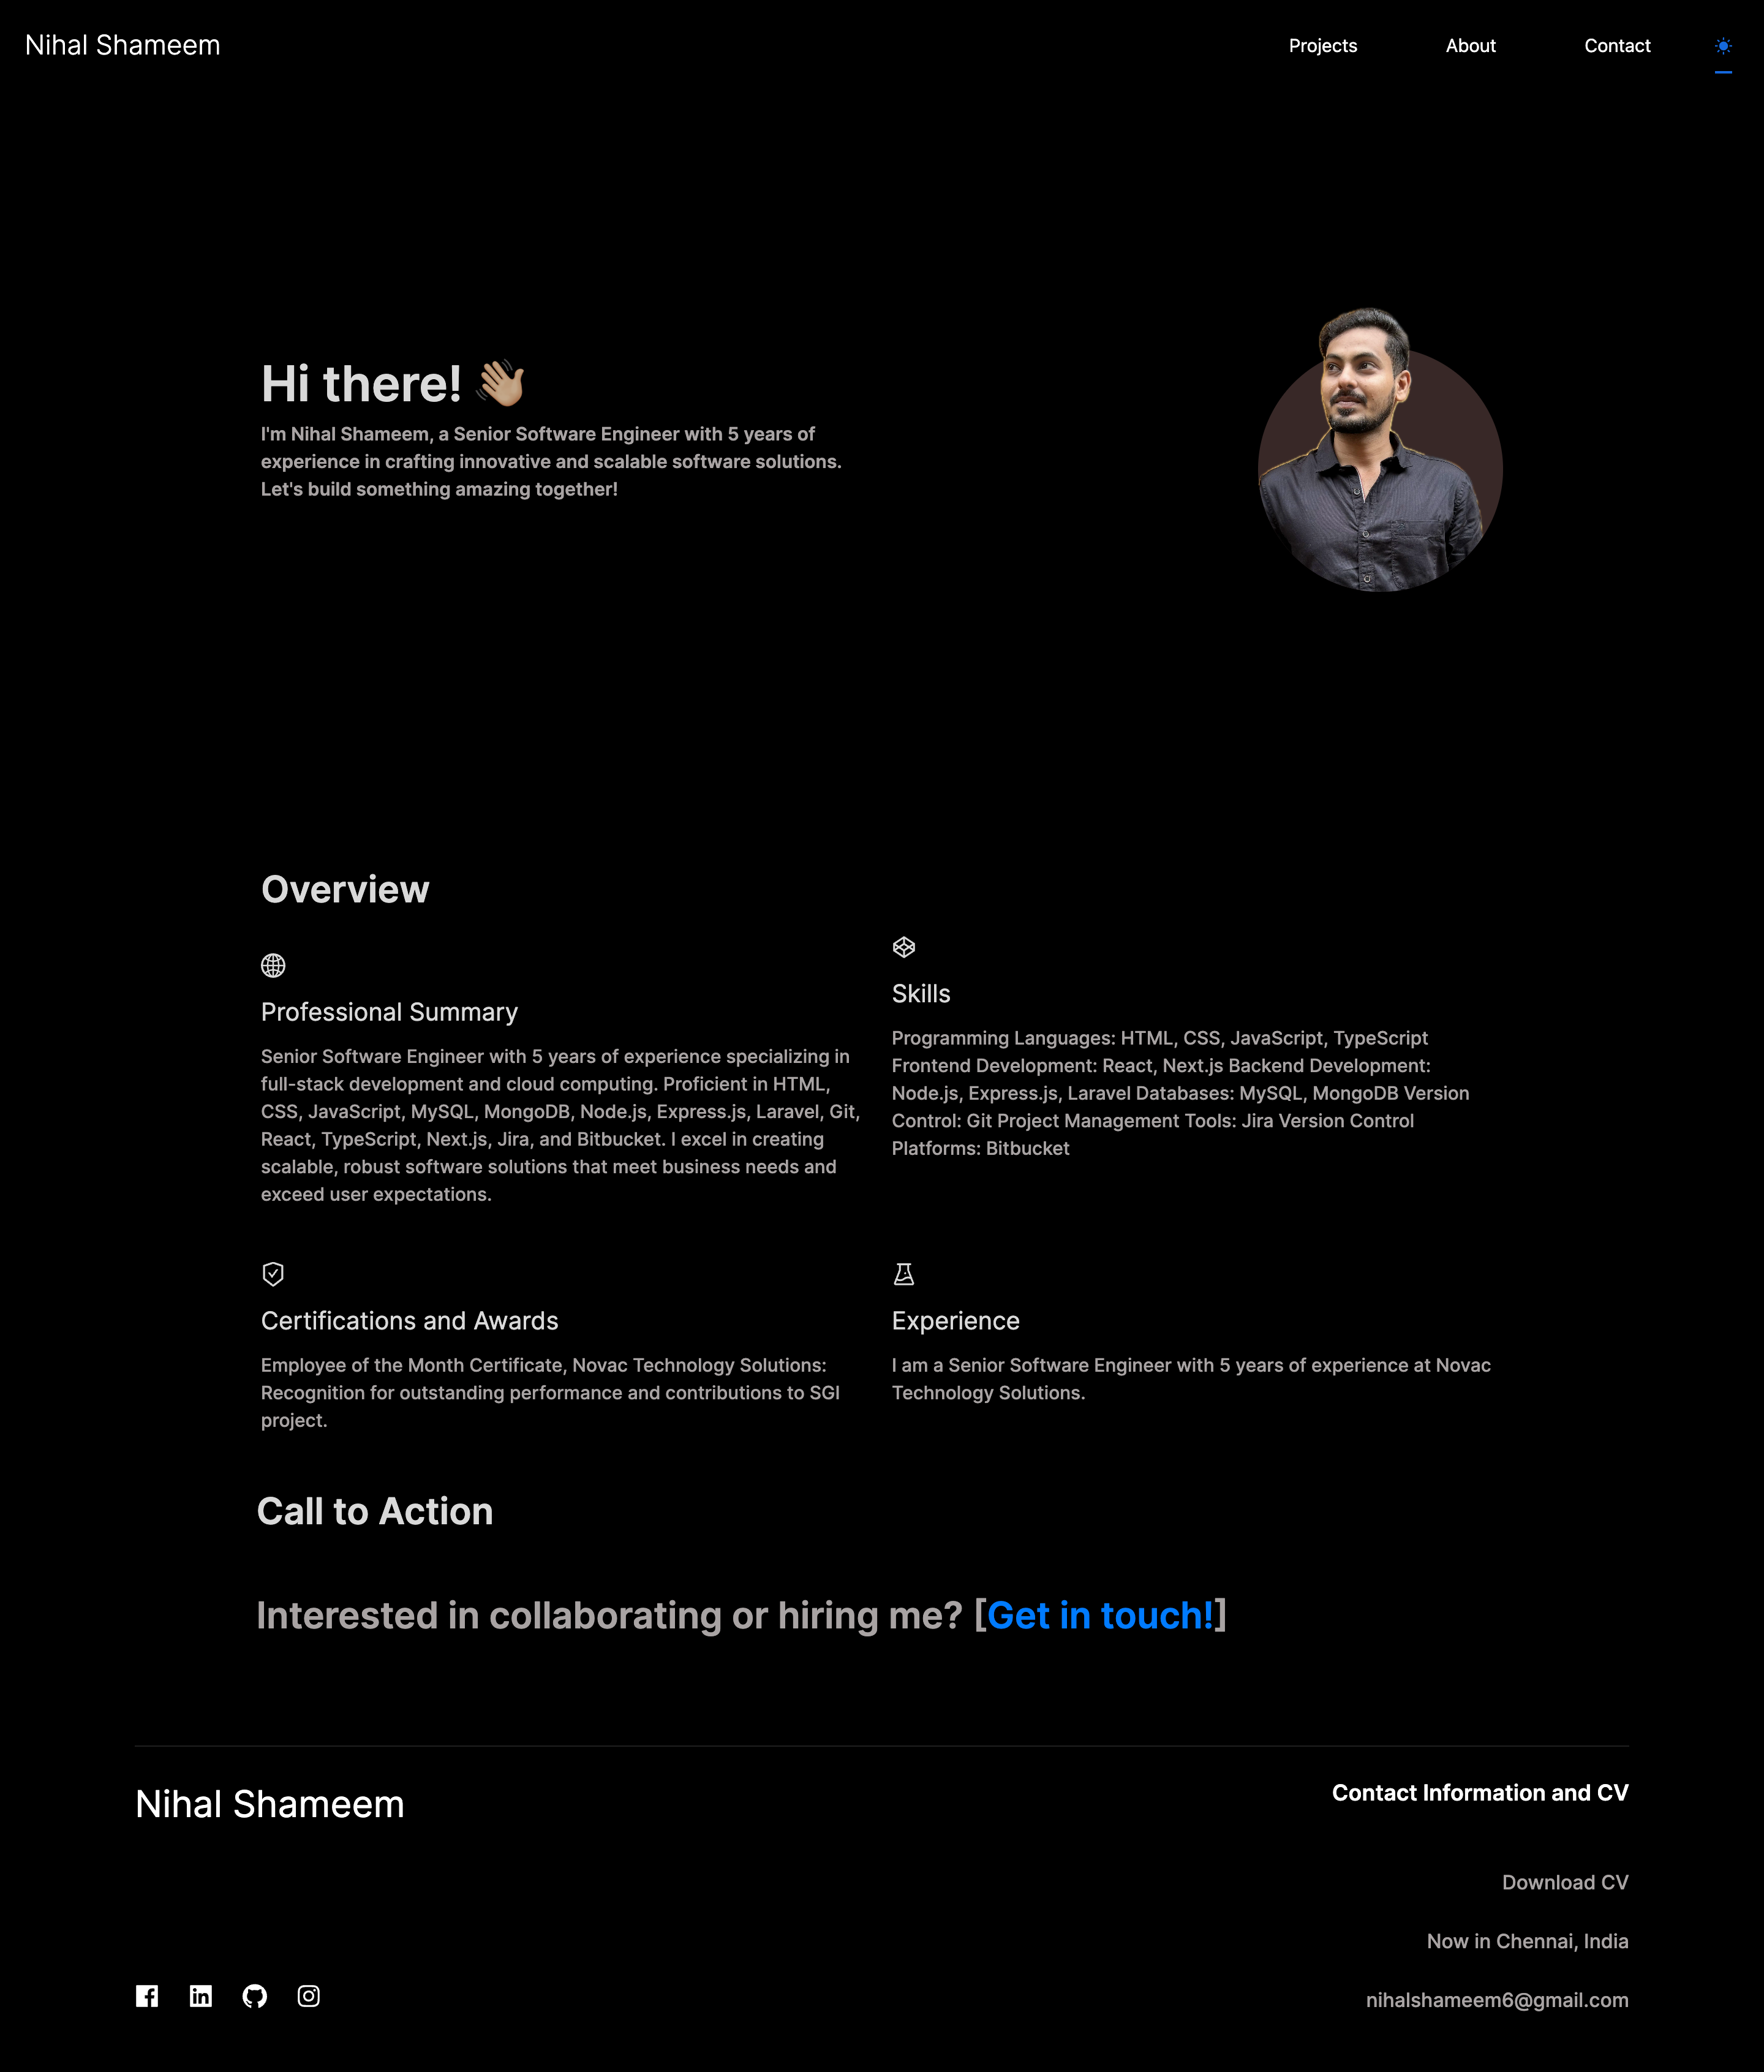 Nihal Shameem
Projects
About
Contact
Hi there! 👋🏼
I'm Nihal Shameem, a Senior Software Engineer with 5 years of
experience in crafting innovative and scalable software solutions.
Let's build something amazing together!
Overview
Professional Summary
Senior Software Engineer with 5 years of experience specializing in
full-stack development and cloud computing. Proficient in HTML,
CSS, JavaScript, MySQL, MongoDB, Node.js, Express.js, Laravel, Git,
React, TypeScript, Next.js, Jira, and Bitbucket. I excel in creating
scalable, robust software solutions that meet business needs and
exceed user expectations.
Skills
Programming Languages: HTML, CSS, JavaScript, TypeScript
Frontend Development: React, Next.js Backend Development:
Node.js, Express.js, Laravel Databases: MySQL, MongoDB Version
Control: Git Project Management Tools: Jira Version Control
Platforms: Bitbucket
Certifications and Awards
Employee of the Month Certificate, Novac Technology Solutions:
Recognition for outstanding performance and contributions to SGI
project.
Experience
I am a Senior Software Engineer with 5 years of experience at Novac
Technology Solutions.
Call to Action
Interested in collaborating or hiring me? [Get in touch!]
Nihal Shameem
Contact Information and CV
Download CV
Now in Chennai, India
nihalshameem6@gmail.com